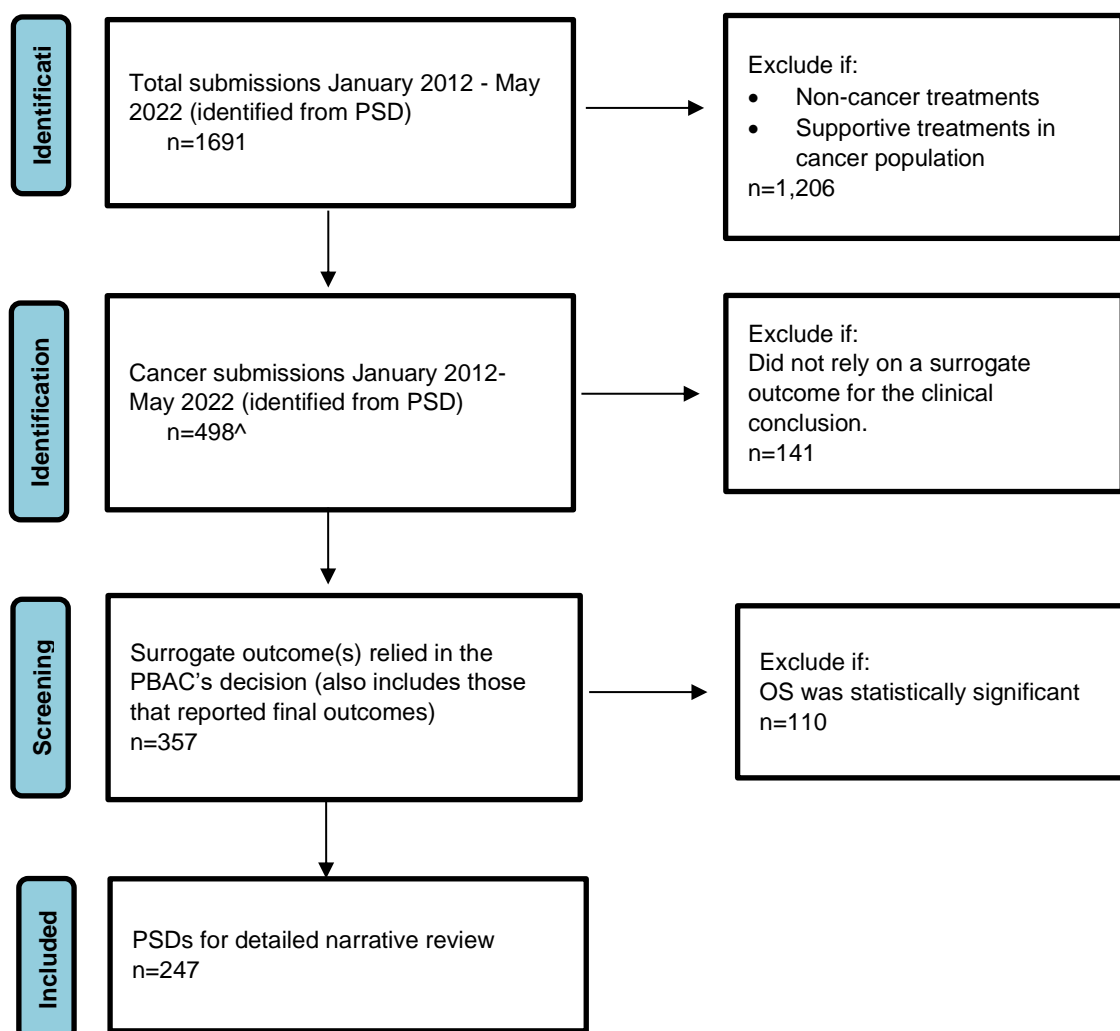 Identificati
Total submissions January 2012 - May
2022 (identified from PSD)
n=1691
Exclude if:
• Non-cancer treatments
• Supportive treatments in
cancer population
n=1,206
Identification
Cancer submissions January 2012-
May 2022 (identified from PSD)
n=498^
Exclude if:
Did not rely on a surrogate
outcome for the clinical
conclusion.
n=141
Screening
Surrogate outcome(s) relied in the
PBAC’s decision (also includes those
that reported final outcomes)
n=357
Exclude if:
OS was statistically significant
n=110
Included
PSDs for detailed narrative review
n=247